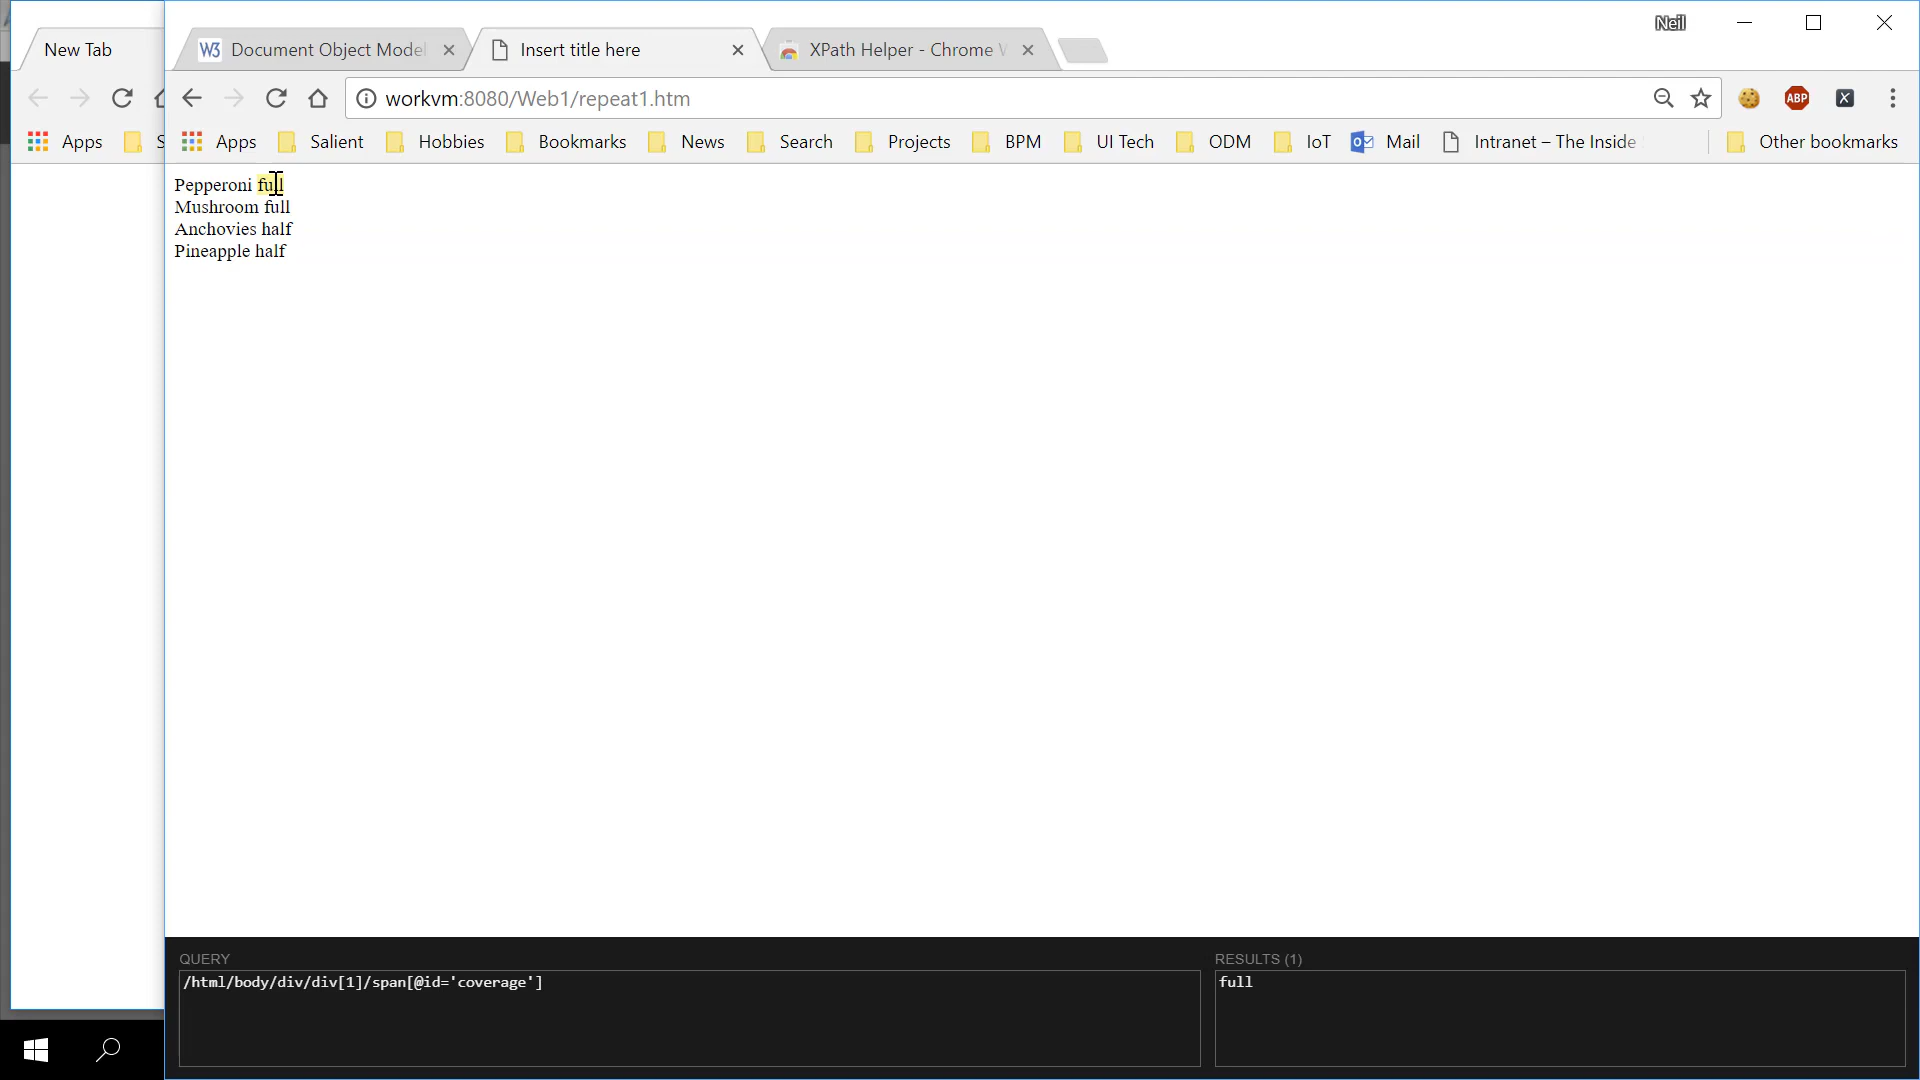 Neil
New Tab
W3 Document Object Model
Insert title here
XPath Helper - Chrome W
workvm:8080/Web1/repeat1.htm
ABP
X
Apps
S
Apps
Salient
Hobbies
Bookmarks
News
Search
Projects
BPM
UI Tech
ODM
IoT
Mail
Intranet – The Inside
Other bookmarks
Pepperoni full
Mushroom full
Anchovies half
Pineapple half
QUERY
/html/body/div/div[1]/span[@id='coverage']
RESULTS (1)
full